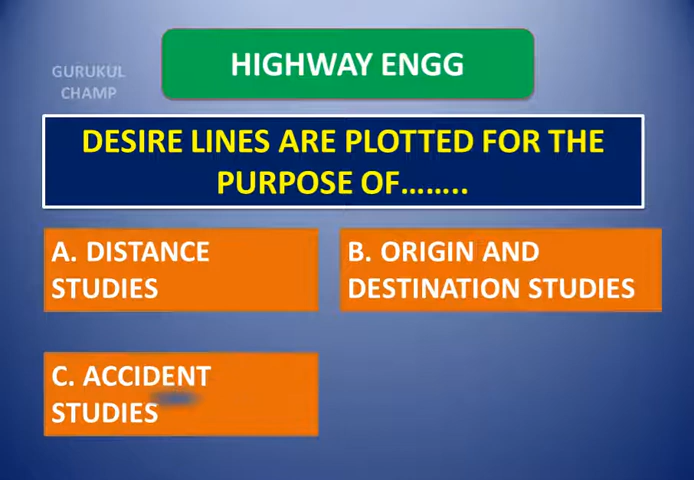 GURUKUL
CHAMP
HIGHWAY ENGG
DESIRE LINES ARE PLOTTED FOR THE
PURPOSE OF........
A. DISTANCE
STUDIES
B. ORIGIN AND
DESTINATION STUDIES
C. ACCIDENT
STUDIES